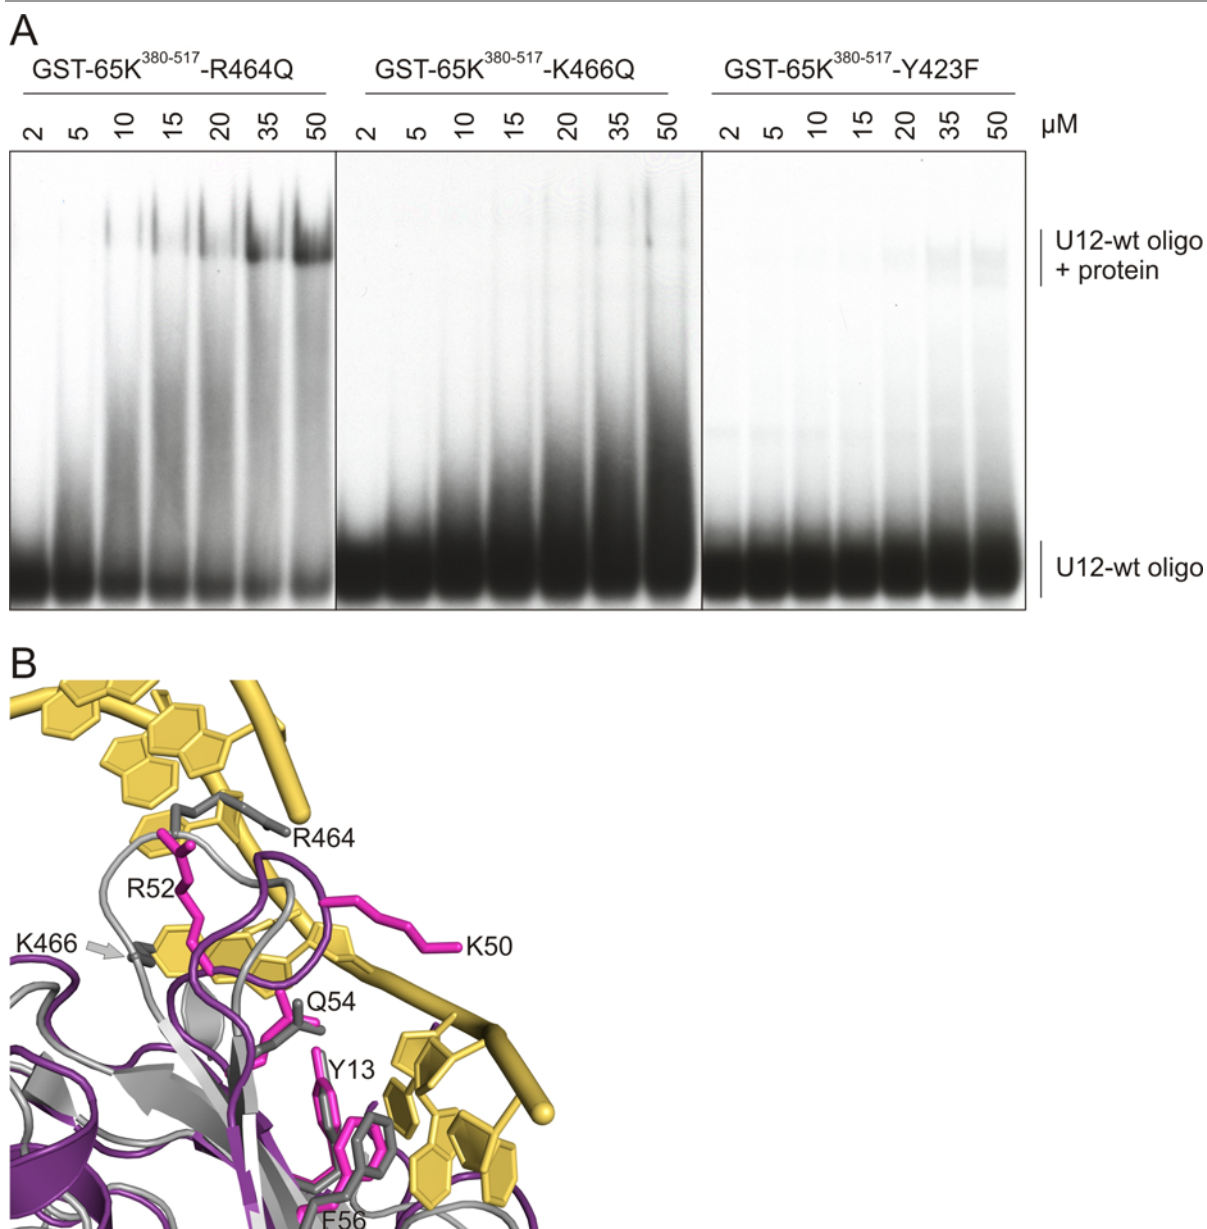 A
GST-65K380-517-R464Q GST-65K380-517-K466Q GST-65K380-517-Y423F
2 5 10 15 20 35 50 2 5 10 15 20 35 50 2 5 10 15 20 35 50 µM
U12-wt oligo
+ protein
U12-wt oligo
B
R464
R52
K466
K50
Q54
Y13
F56